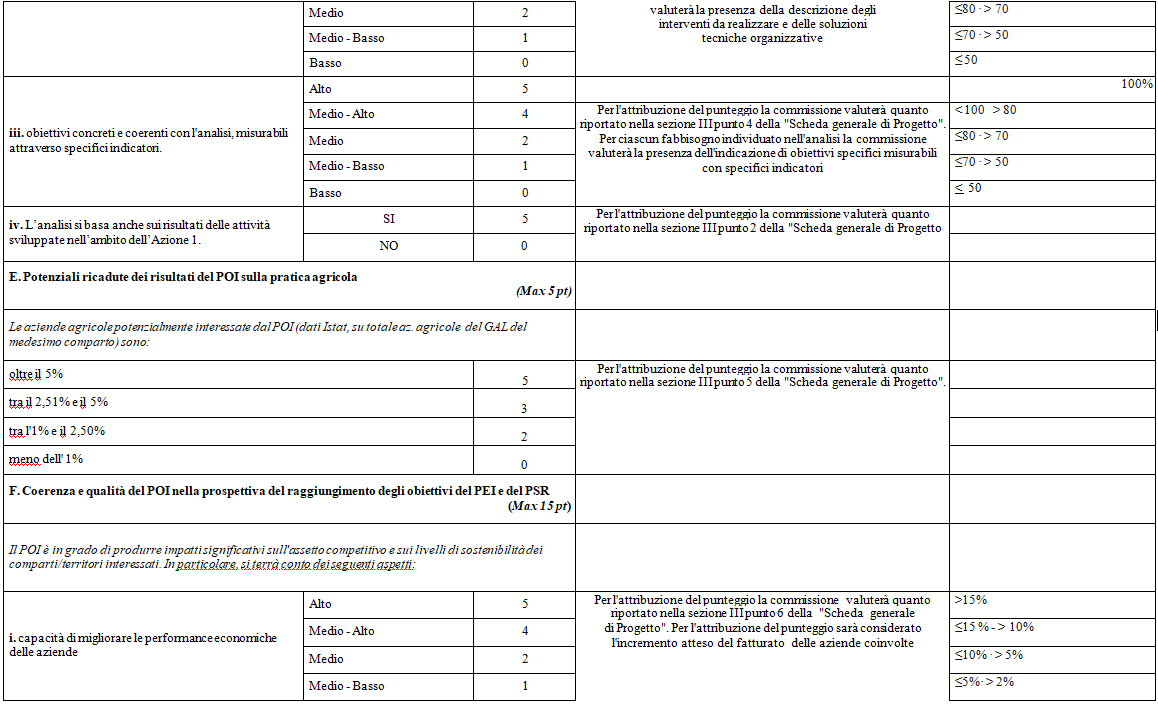 Medio 2 valuterà la presenza della descrizione degli ≤80 - > 70
interventi da realizzare e delle soluzioni
Medio - Basso 1 tecniche organizzative ≤70 - > 50
Basso 0 ≤50
iii. obiettivi concreti e coerenti con l'analisi, misurabili
attraverso specifici indicatori.
Alto 5 100%
Medio - Alto 4 <100 > 80
Medio 2 ≤80 - > 70
Medio - Basso 1 ≤70 - > 50
Basso 0 ≤ 50
Per l'attribuzione del punteggio la commissione valuterà quanto
riportato nella sezione III punto 4 della "Scheda generale di Progetto".
Per ciascun fabbisogno individuato nell'analisi la commissione
valuterà la presenza dell'indicazione di obiettivi specifici misurabili
con specifici indicatori
iv. L'analisi si basa anche sui risultati delle attività
sviluppate nell'ambito dell'Azione 1.
SI 5
NO 0
Per l'attribuzione del punteggio la commissione valuterà quanto
riportato nella sezione III punto 2 della "Scheda generale di Progetto
E. Potenziali ricadute dei risultati del POI sulla pratica agricola
(Max 5 pt)
Le aziende agricole potenzialmente interessate dal POI (dati Istat, su totale az. agricole del GAL del
medesimo comparto) sono:
oltre il 5% 5
tra il 2,51% e il 5% 3
tra l'1% e il 2,50% 2
meno dell' 1% 0
Per l'attribuzione del punteggio la commissione valuterà quanto
riportato nella sezione III punto 5 della "Scheda generale di Progetto".
F. Coerenza e qualità del POI nella prospettiva del raggiungimento degli obiettivi del PEI e del PSR
(Max 15 pt)
Il POI è in grado di produrre impatti significativi sull'assetto competitivo e sui livelli di sostenibilità dei
comparti/territori interessati. In particolare, si terrà conto dei seguenti aspetti:
i. capacità di migliorare le performance economiche
delle aziende
Alto 5 >15%
Medio - Alto 4 ≤15 % - > 10%
Medio 2 ≤10% - > 5%
Medio - Basso 1 ≤5% - > 2%
Per l'attribuzione del punteggio la commissione valuterà quanto
riportato nella sezione III punto 6 della "Scheda generale
di Progetto". Per l'attribuzione del punteggio sarà considerato
l'incremento atteso del fatturato delle aziende coinvolte